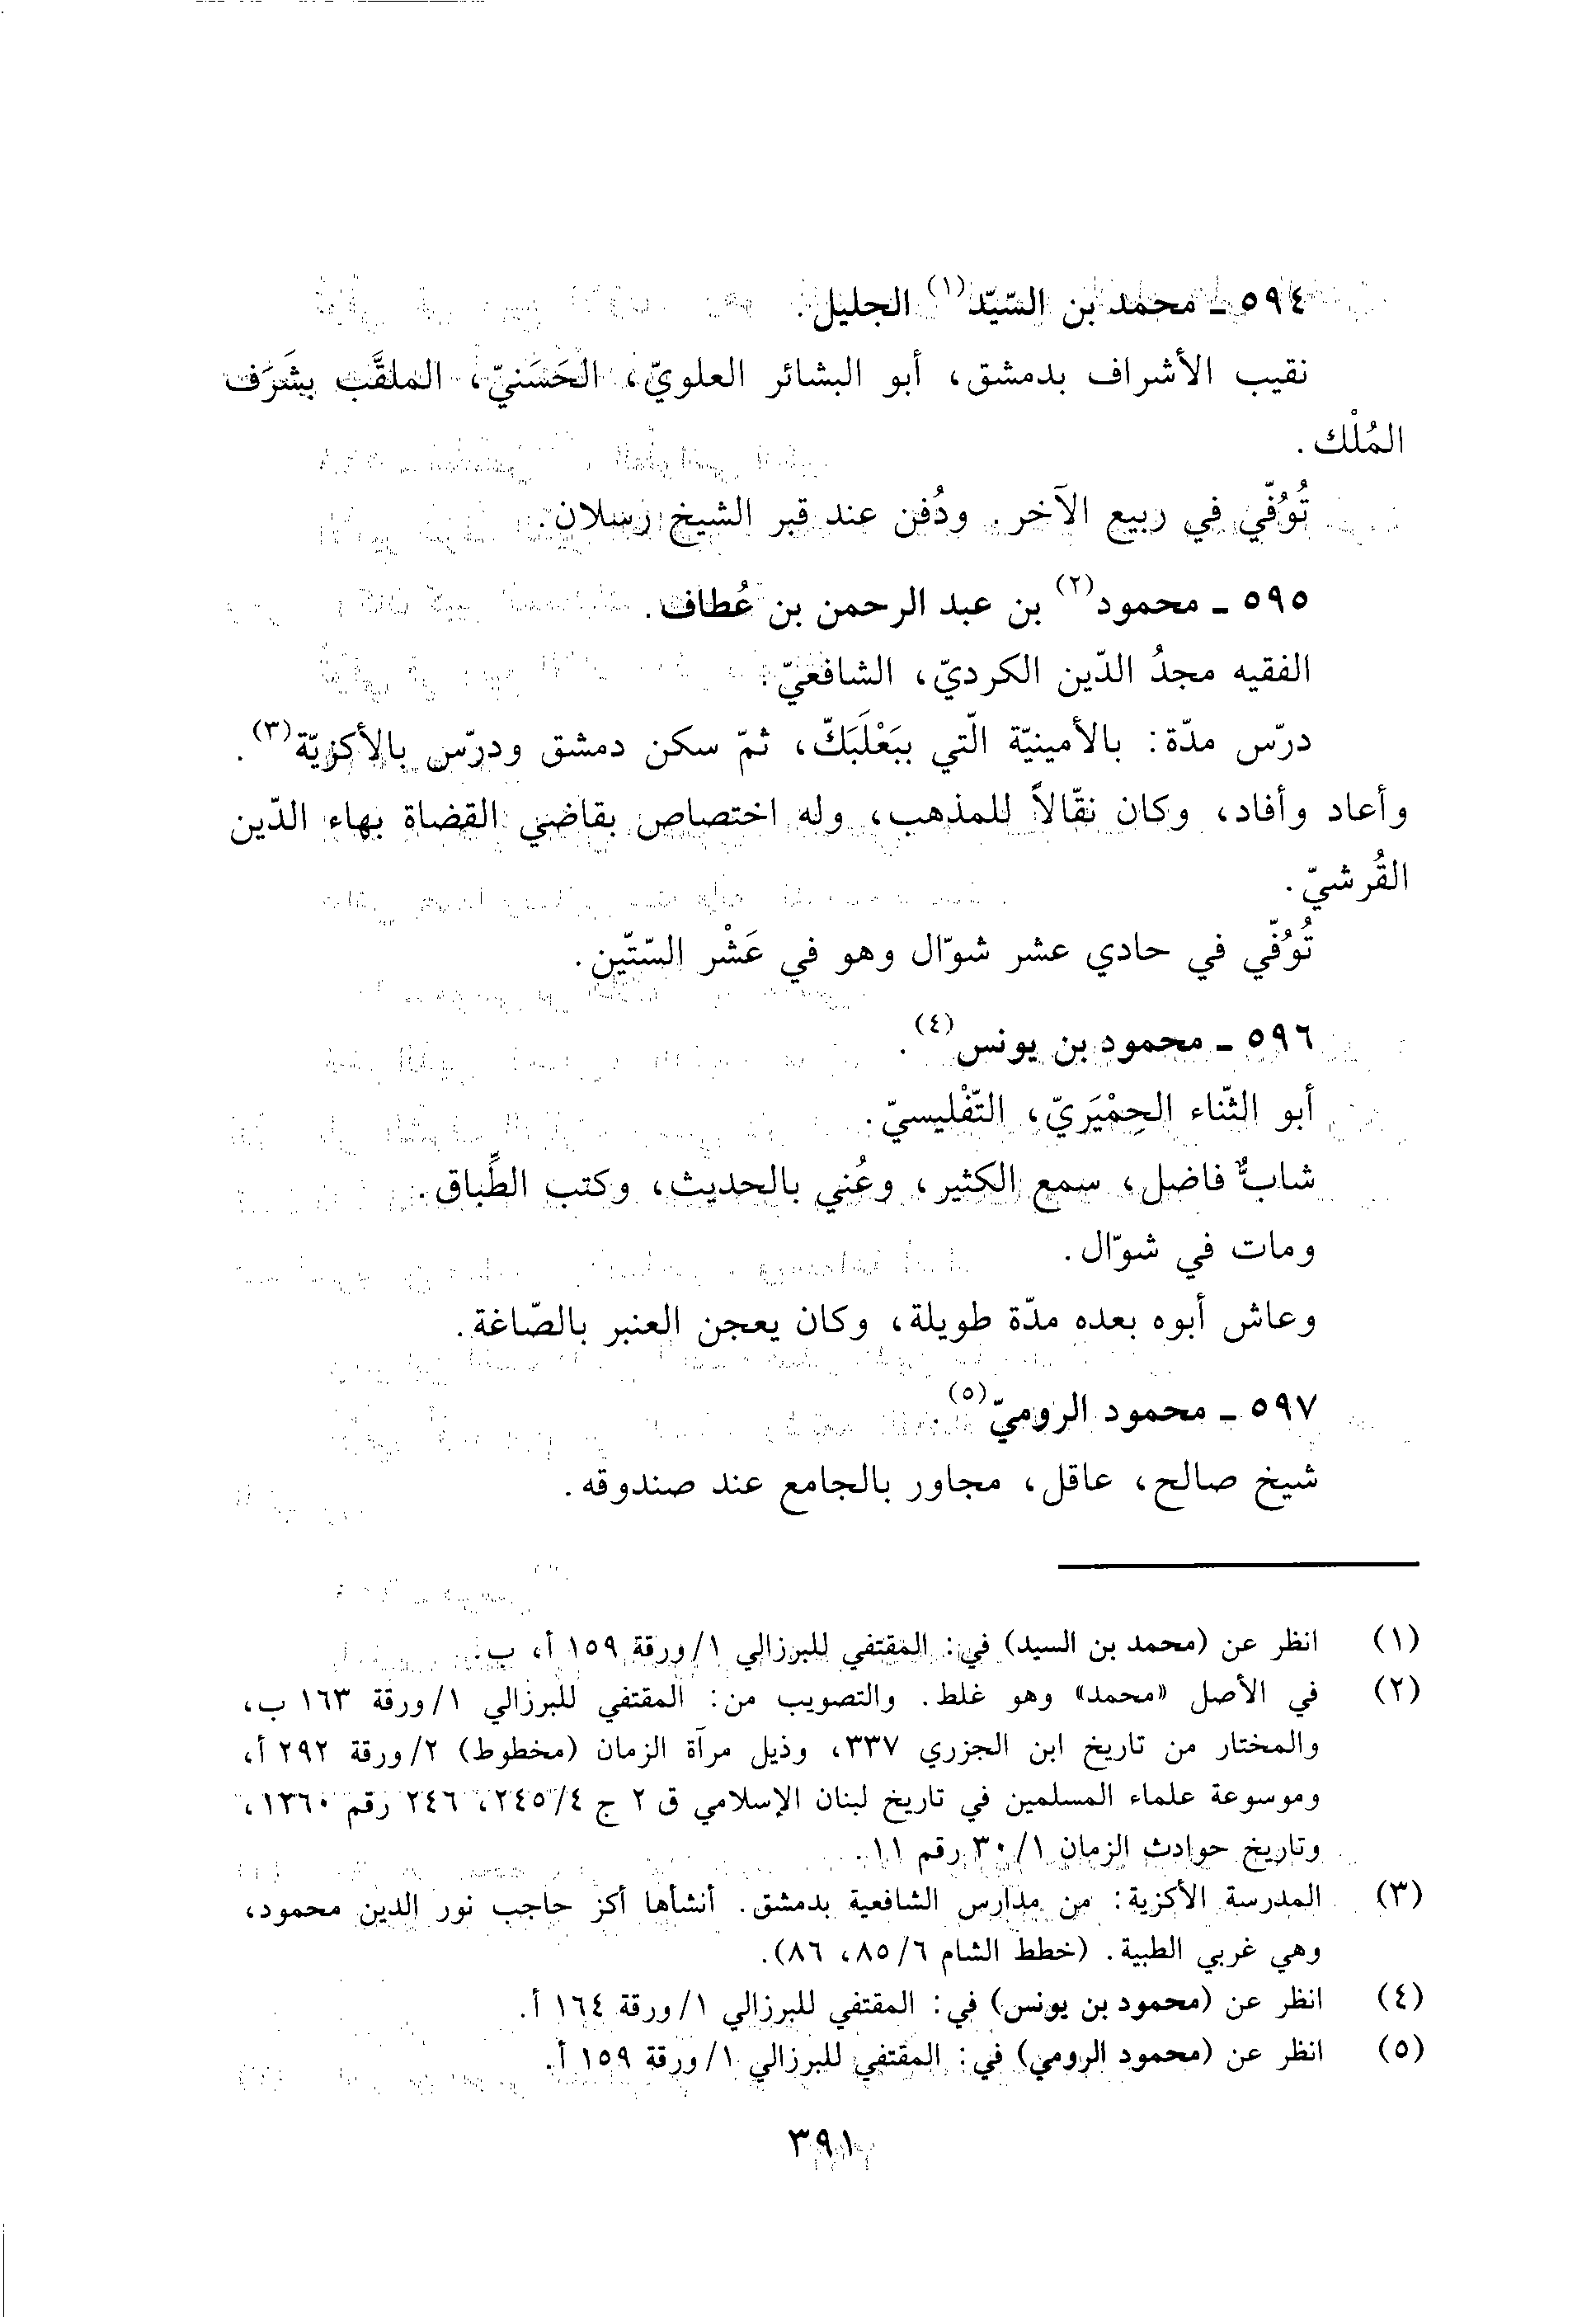 ٥٩٤ ـ محمد بن السّيّد(١) الجليل.
نقيب الأشراف بدمشق، أبو البشائر العلويّ، الحَسَنيّ، الملقَّب بشَرَف
المُلْك.
تُوُفّي في ربيع الآخر. ودُفن عند قبر الشيخ رسلان.
٥٩٥ ـ محمود(٢) بن عبد الرحمن بن عُطاف.
الفقيه مجدُ الدّين الكرديّ، الشافعيّ.
درّس مدّة: بالأمينيّة الّتي ببَعْلَبَكّ، ثمّ سكن دمشق ودرّس بالأكزيّة(٣).
وأعاد وأفاد، وكان نقّالاً للمذهب، وله اختصاص بقاضي القضاة بهاء الدّين
القُرشيّ.
تُوُفّي في حادي عشر شوّال وهو في عَشْر السّتّين.
٥٩٦ ـ محمود بن يونس(٤).
أبو الثّناء الحِمْيَريّ، التّفْليسيّ.
شابٌّ فاضل، سمع الكثير، وعُني بالحديث، وكتب الطِّباق.
ومات في شوّال.
وعاش أبوه بعده مدّة طويلة، وكان يعجن العنبر بالصّاغة.
٥٩٧ ـ محمود الروميّ(٥).
شيخ صالح، عاقل، مجاور بالجامع عند صندوقه.
(١) انظر عن (محمد بن السيد) في: المقتفي للبرزالي ١/ورقة ١٥٩ أ، ب.
(٢) في الأصل «محمد» وهو غلط. والتصويب من: المقتفي للبرزالي ١/ورقة ١٦٣ ب،
والمختار من تاريخ ابن الجزري ٣٣٧، وذيل مرآة الزمان (مخطوط) ٢/ورقة ٢٩٢ أ،
وموسوعة علماء المسلمين في تاريخ لبنان الإسلامي ق ٢ ج ٢٤٥/٤، ٢٤٦ رقم ١٢٦٠،
وتاريخ حوادث الزمان ٣٠/١ رقم ١١.
(٣) المدرسة الأكزية: من مدارس الشافعية بدمشق. أنشأها أكز حاجب نور الدين محمود،
وهي غربي الطبية. (خطط الشام ٨٥/٦، ٨٦).
(٤) انظر عن (محمود بن يونس) في: المقتفي للبرزالي ١/ورقة ١٦٤ أ.
(٥) انظر عن (محمود الرومي) في: المقتفي للبرزالي ١/ورقة ١٥٩ أ.
٣٩١